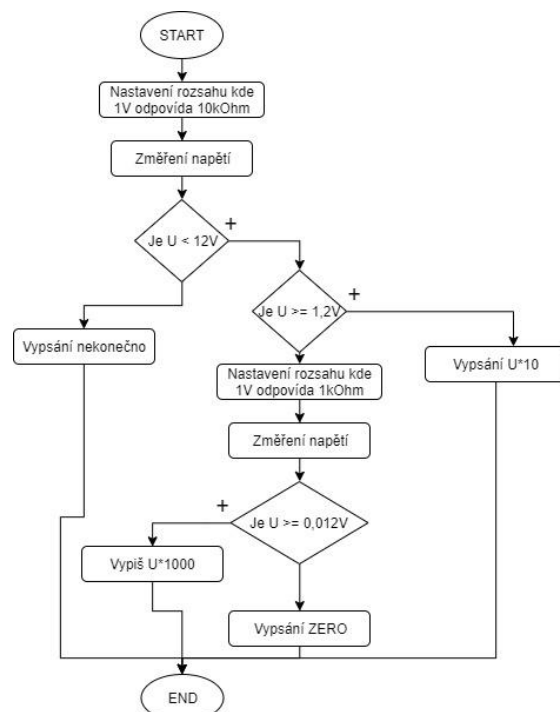 START
Nastavení rozsahu kde
1V odpovída 10kOhm
Změření napětí
Je U < 12V
+
Je U >= 1,2V
+
Vypsání nekonečno
Vypsání U*10
Nastavení rozsahu kde
1V odpovída 1kOhm
Změření napětí
+
Je U >= 0,012V
Vypiš U*1000
Vypsání ZERO
END